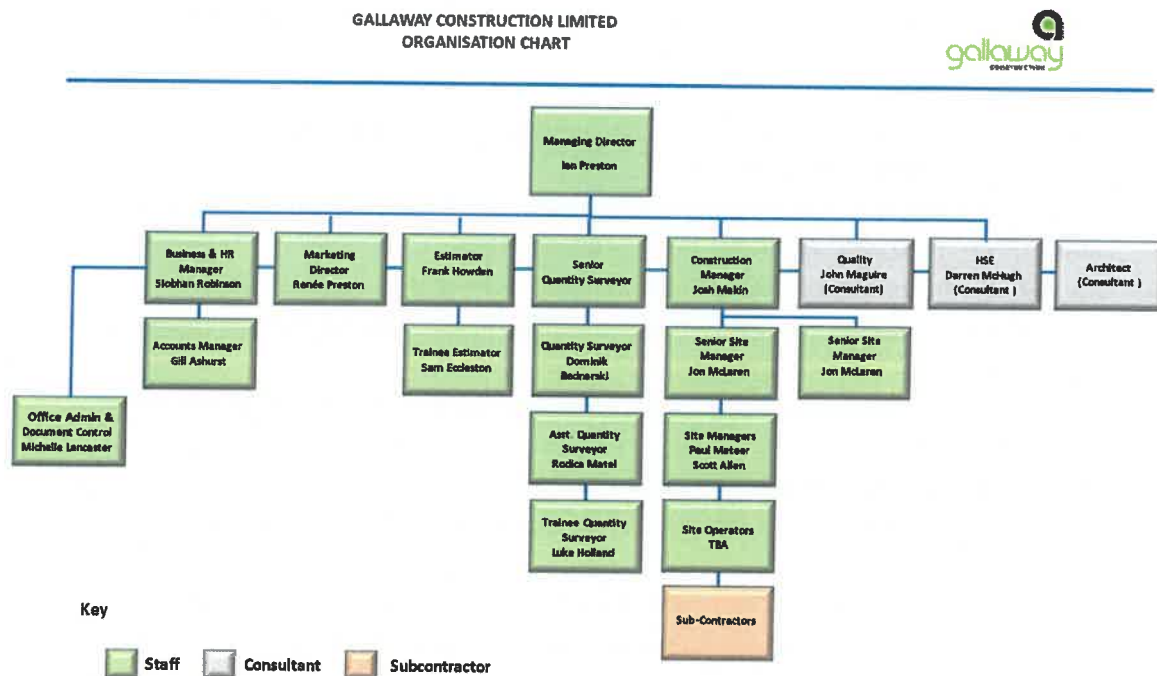 GALLAWAY CONSTRUCTION LIMITED
ORGANISATION CHART
gallaway
CONSTRUCTION
Managing Director
Ian Preston
Business & HR
Manager
Siobhan Robinson
Marketing
Director
Renée Preston
Estimator
Frank Howden
Senior
Quantity Surveyor
Construction
Manager
Josh Makin
Quality
John Maguire
(Consultant)
HSE
Darren McHugh
(Consultant )
Architect
(Consultant )
Accounts Manager
Gill Ashurst
Trainee Estimator
Sam Eccleston
Quantity Surveyor
Dominik
Bednarski
Senior Site
Manager
Jon McLaren
Senior Site
Manager
Jon McLaren
Office Admin &
Document Control
Michelle Lancaster
Asst. Quantity
Surveyor
Rodica Matei
Site Managers
Paul Mateer
Scott Allen
Trainee Quantity
Surveyor
Luke Holland
Site Operators
TBA
Sub-Contractors
Key
Staff
Consultant
Subcontractor